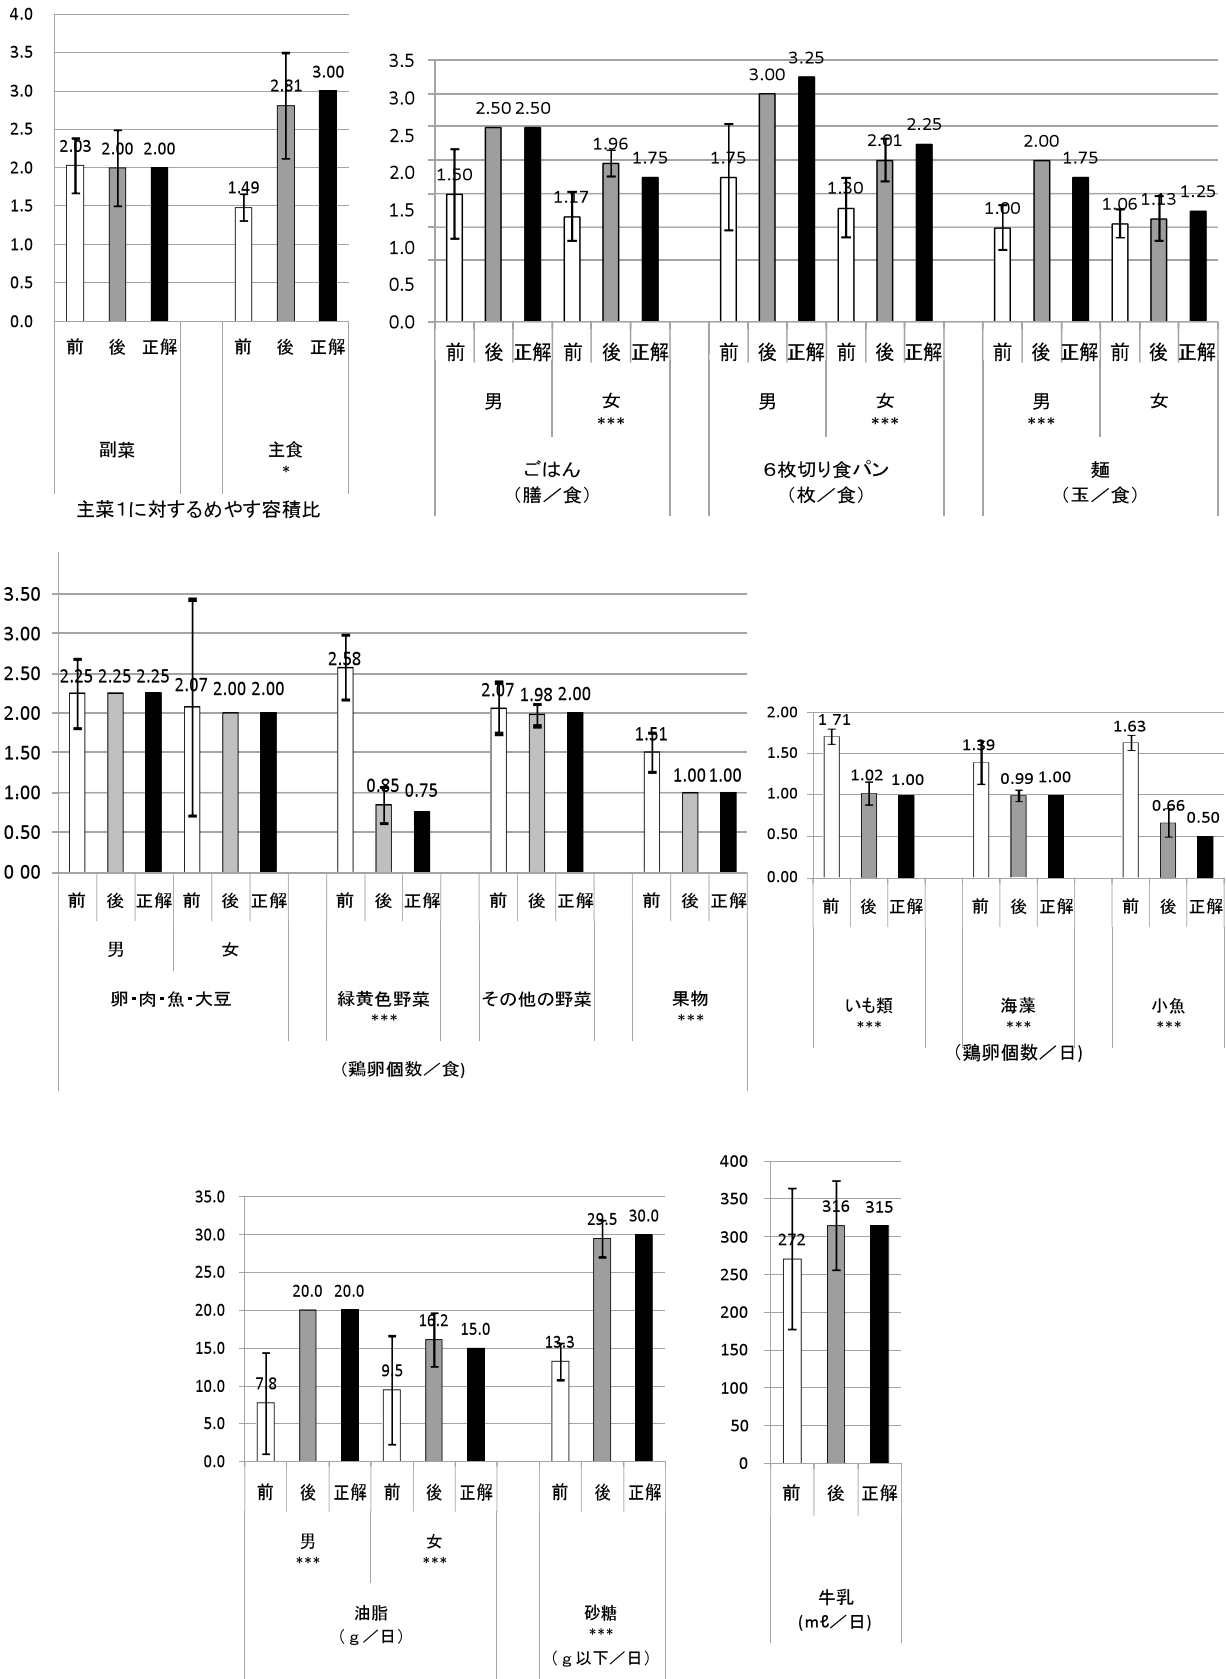 4.0
3.5
3.0
2.5
2.0
1.5
1.0
0.5
0.0
2.03 2.00 2.00 1.49 2.81 3.00
前 後 正解 前 後 正解
副菜 主食
*
主菜1に対するめやす容積比
3.5
3.0
2.5
2.0
1.5
1.0
0.5
0.0
1.50 2.50 2.50 1.17 1.96 1.75 1.75 3.00 3.25 1.30 2.01 2.25 1.00 2.00 1.75 1.06 1.13 1.25
前 後 正解 前 後 正解 前 後 正解 前 後 正解 前 後 正解 前 後 正解
男 女 男 女 男 女
*** *** ***
ごはん 6枚切り食パン 麺
(膳/食) (枚/食) (玉/食)
3.50
3.00
2.50
2.00
1.50
1.00
0.50
0 00
2.25 2.25 2.25 2.07 2.00 2.00 2.58 0.85 0.75 2.07 1.98 2.00 1.51 1.00 1.00
前 後 正解 前 後 正解 前 後 正解 前 後 正解 前 後 正解
男 女
卵・肉・魚・大豆 緑黄色野菜 その他の野菜 果物
*** ***
(鶏卵個数/食)
2.00
1.50
1.00
0.50
0.00
1 71 1.02 1.00 1.39 0.99 1.00 1.63 0.66 0.50
前 後 正解 前 後 正解 前 後 正解
いも類 海藻 小魚
*** *** ***
(鶏卵個数/日)
35.0
30.0
25.0
20.0
15.0
10.0
5.0
0.0
7.8 20.0 20.0 9.5 16.2 15.0 13.3 29.5 30.0
前 後 正解 前 後 正解 前 後 正解
男 女
*** ***
油脂 砂糖
(g/日) ***
(g以下/日)
400
350
300
250
200
150
100
50
0
272 316 315
前 後 正解
牛乳
(mℓ/日)